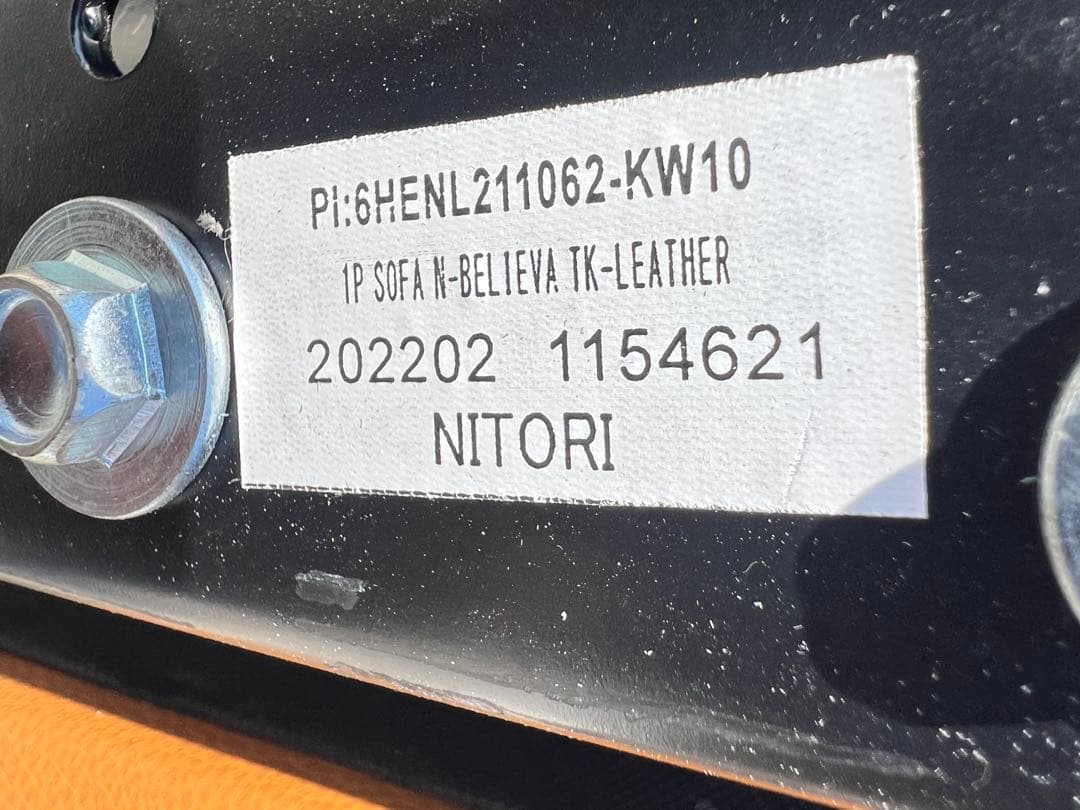 PI:6HENL211062-KW10
1P SOFA N-BELIEVA TK-LEATHER
202202 1154621
NITORI